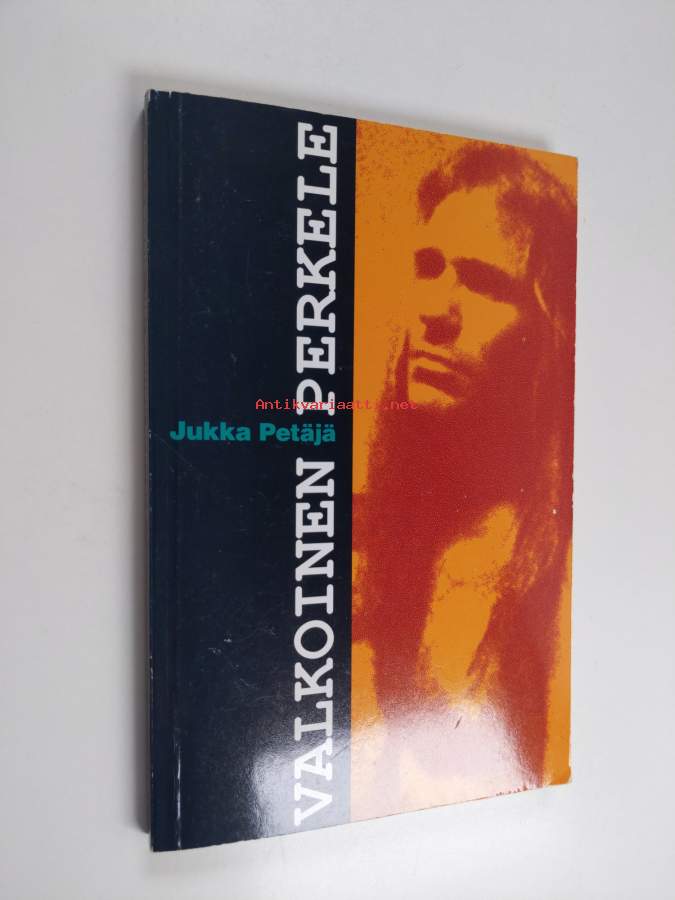 Jukka Petäjä
VALKOINEN PERKELE
Antikvariaatti.net